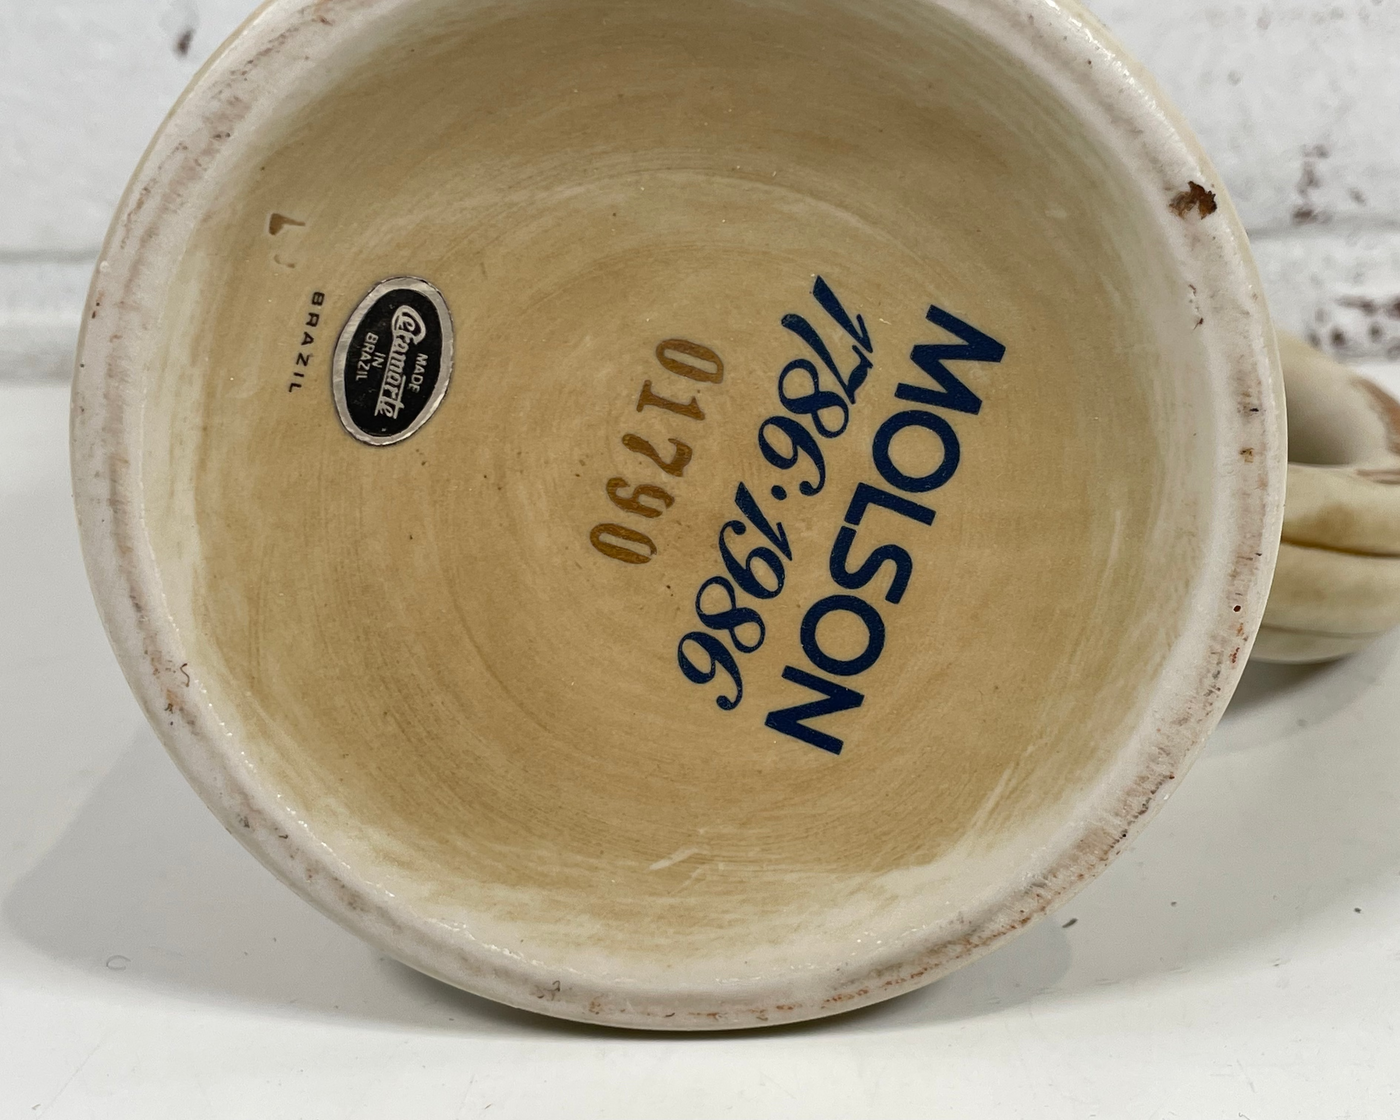 MOLSON
1786·1986
01790
MADE
Ceramarte
IN
BRAZIL
BRAZIL